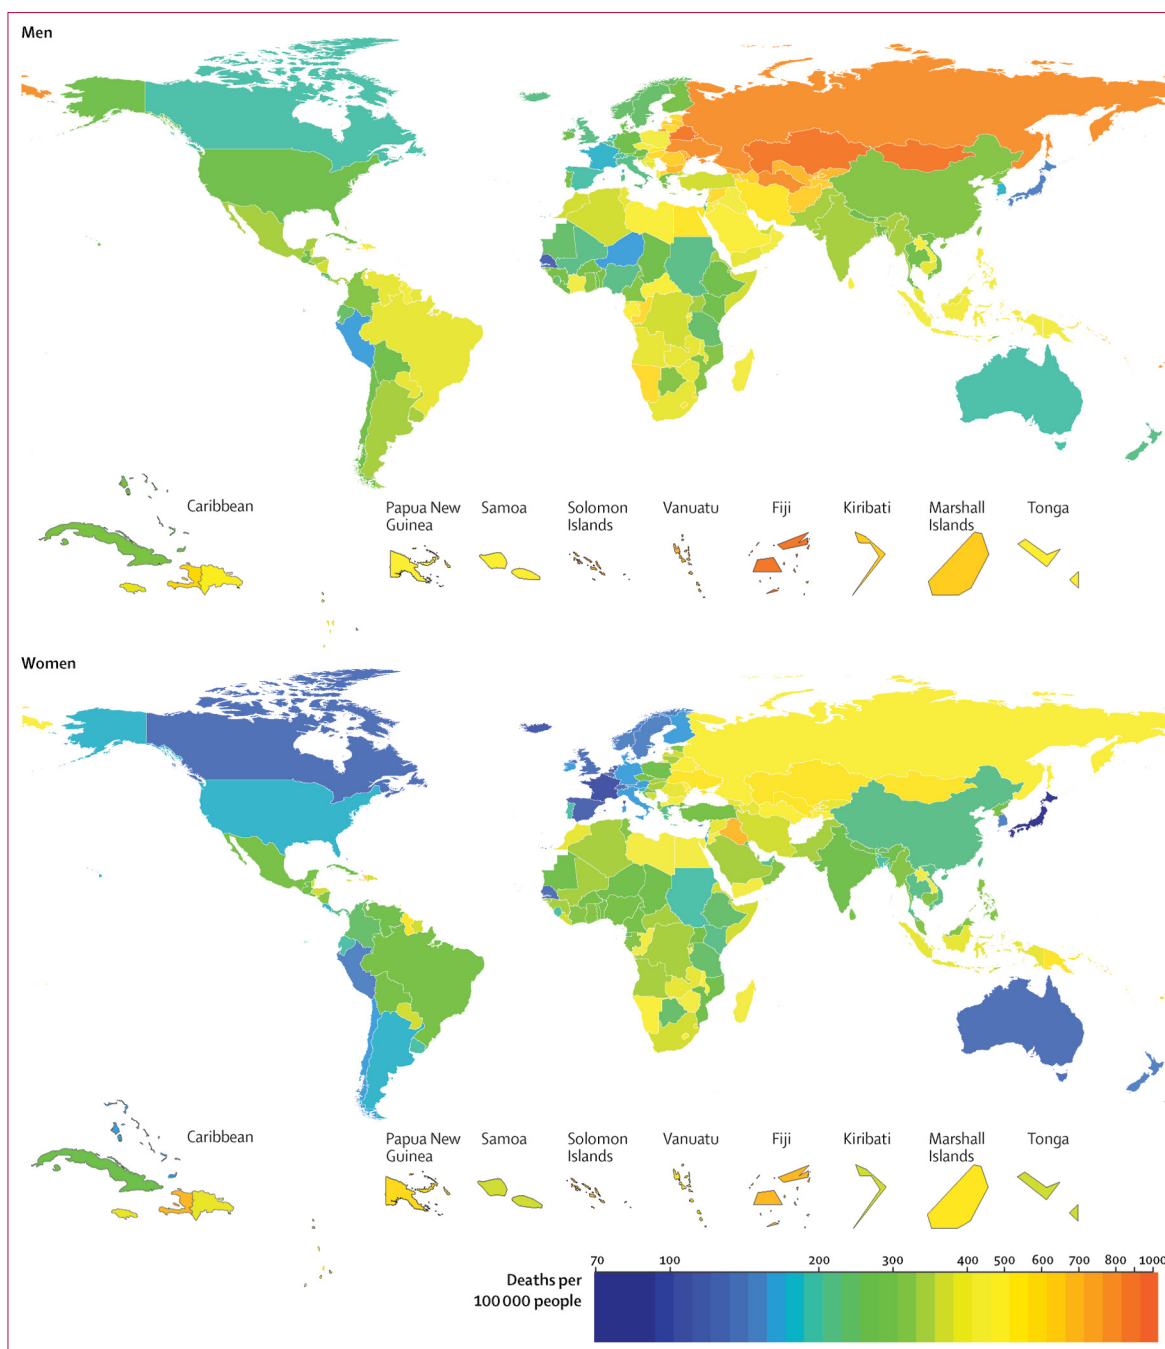 Men
Caribbean
Papua New
Guinea
Samoa
Solomon
Islands
Vanuatu
Fiji
Kiribati
Marshall
Islands
Tonga
Women
Caribbean
Papua New
Guinea
Samoa
Solomon
Islands
Vanuatu
Fiji
Kiribati
Marshall
Islands
Tonga
70 100 200 300 400 500 600 700 800 1000
Deaths per
100 000 people